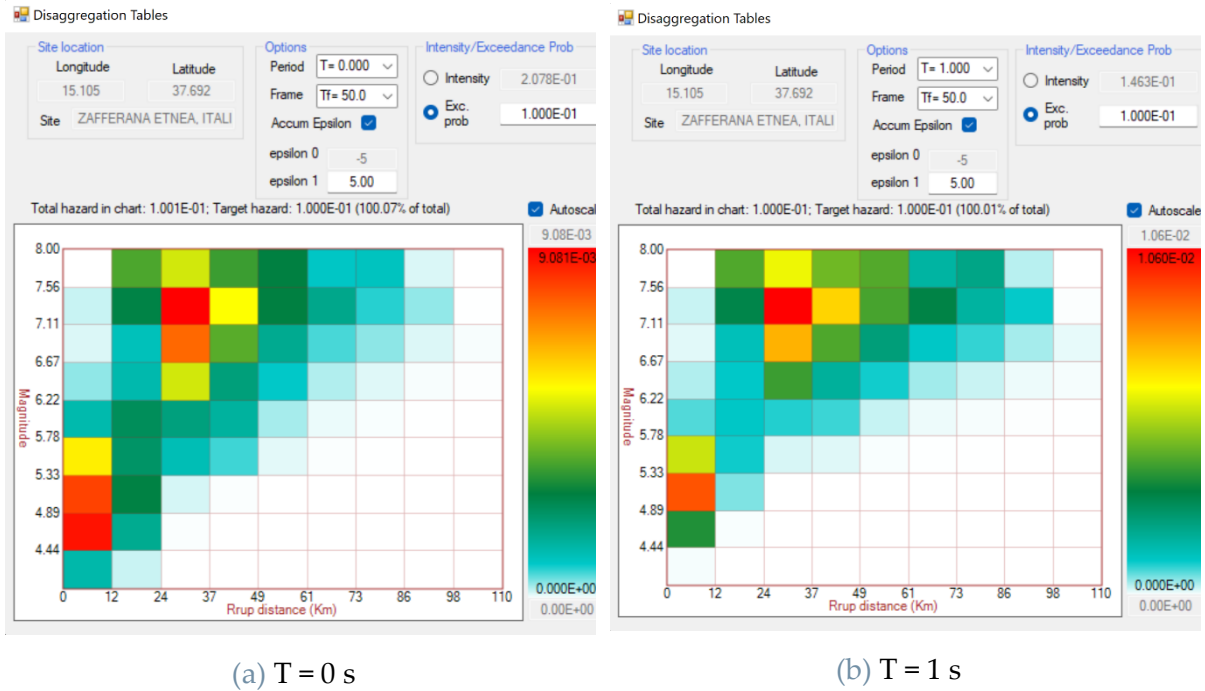 Disaggregation Tables
Site location
Longitude Latitude
15.105 37.692
Site ZAFFERANA ETNEA, ITALI
Options
Period T= 0.000
Frame Tf= 50.0
Accum Epsilon
epsilon 0 -5
epsilon 1 5.00
Intensity/Exceedance Prob
Intensity 2.078E-01
Exc. prob 1.000E-01
Total hazard in chart: 1.001E-01; Target hazard: 1.000E-01 (100.07% of total)
Autoscal
9.08E-03
9.081E-03
0.000E+00
0.00E+00
8.00
7.56
7.11
6.67
6.22
5.78
5.33
4.89
4.44
Magnitude
0 12 24 37 49 61 73 86 98 110
Rrup distance (Km)
(a) T = 0 s
Disaggregation Tables
Site location
Longitude Latitude
15.105 37.692
Site ZAFFERANA ETNEA, ITALI
Options
Period T= 1.000
Frame Tf= 50.0
Accum Epsilon
epsilon 0 -5
epsilon 1 5.00
Intensity/Exceedance Prob
Intensity 1.463E-01
Exc. prob 1.000E-01
Total hazard in chart: 1.000E-01; Target hazard: 1.000E-01 (100.01% of total)
Autoscale
1.06E-02
1.060E-02
0.000E+00
0.00E+00
8.00
7.56
7.11
6.67
6.22
5.78
5.33
4.89
4.44
Magnitude
0 12 24 37 49 61 73 86 98 110
Rrup distance (Km)
(b) T = 1 s